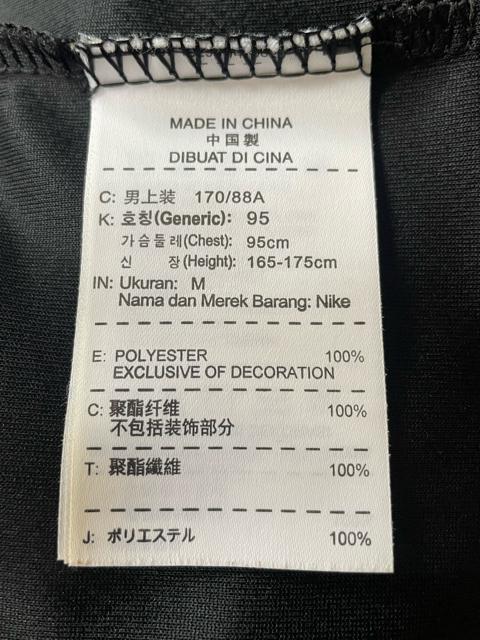 MADE IN CHINA
中国製
DIBUAT DI CINA
C: 男上装 170/88A
K: 호칭(Generic): 95
가슴둘레(Chest): 95cm
신 장(Height): 165-175cm
IN: Ukuran: M
Nama dan Merek Barang: Nike
E: POLYESTER 100%
EXCLUSIVE OF DECORATION
C: 聚酯纤维 100%
不包括装饰部分
T: 聚酯纖維 100%
J: ポリエステル 100%